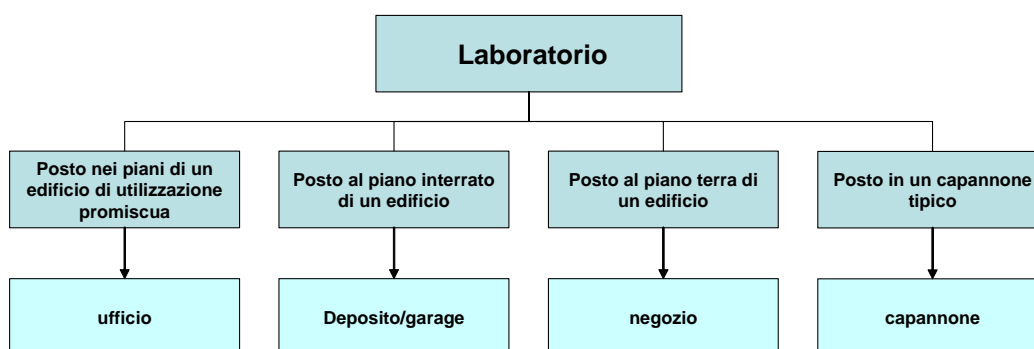 Laboratorio
Posto nei piani di un
edificio di utilizzazione
promiscua
Posto al piano interrato
di un edificio
Posto al piano terra di
un edificio
Posto in un capannone
tipico
ufficio
Deposito/garage
negozio
capannone